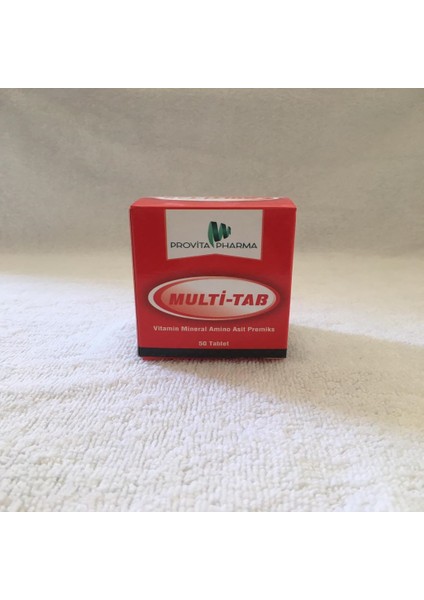 PROVİTA PHARMA
MULTİ-TAB
Vitamin Mineral Amino Asit Premiks
50 Tablet